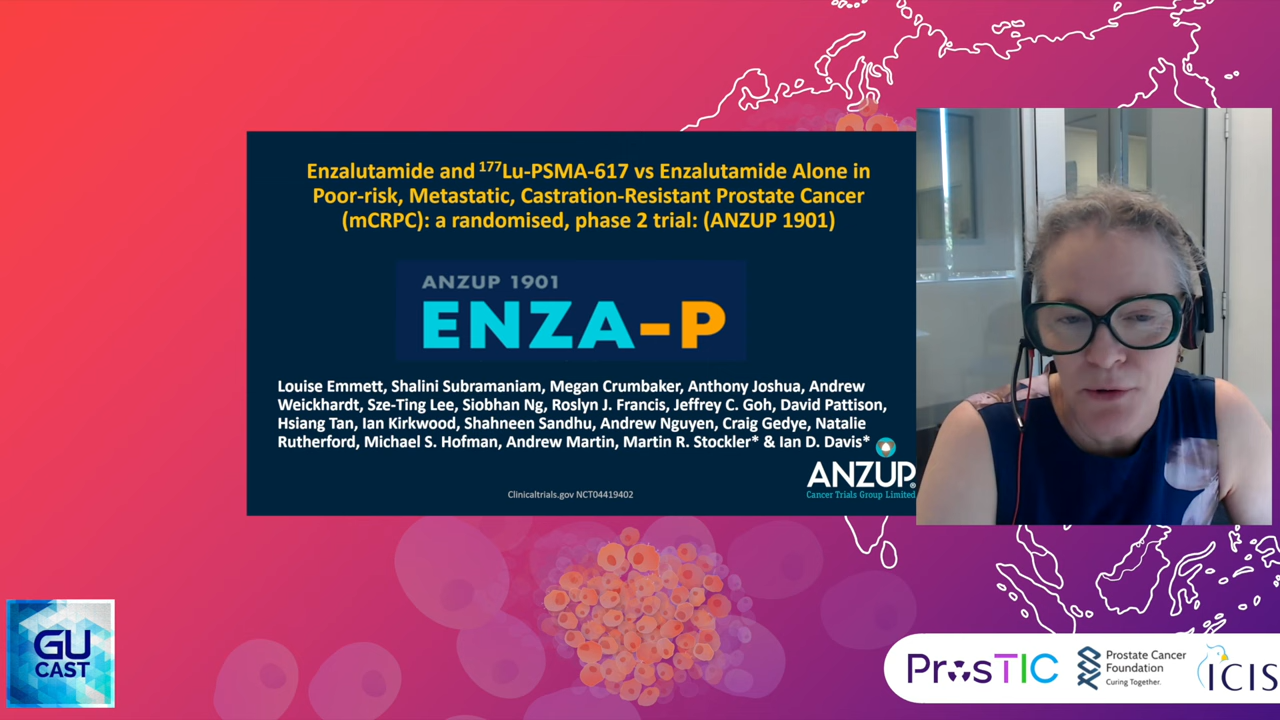 Enzalutamide and ¹⁷⁷Lu-PSMA-617 vs Enzalutamide Alone in
Poor-risk, Metastatic, Castration-Resistant Prostate Cancer
(mCRPC): a randomised, phase 2 trial: (ANZUP 1901)
ANZUP 1901
ENZA-P
Louise Emmett, Shalini Subramaniam, Megan Crumbaker, Anthony Joshua, Andrew
Weickhardt, Sze-Ting Lee, Siobhan Ng, Roslyn J. Francis, Jeffrey C. Goh, David Pattison,
Hsiang Tan, Ian Kirkwood, Shahneen Sandhu, Andrew Nguyen, Craig Gedye, Natalie
Rutherford, Michael S. Hofman, Andrew Martin, Martin R. Stockler* & Ian D. Davis*
ANZUP®
Cancer Trials Group Limited
Clinicaltrials.gov NCT04419402
GU
CAST
ProsTIC
Prostate Cancer
Foundation
Curing Together.
ICIS